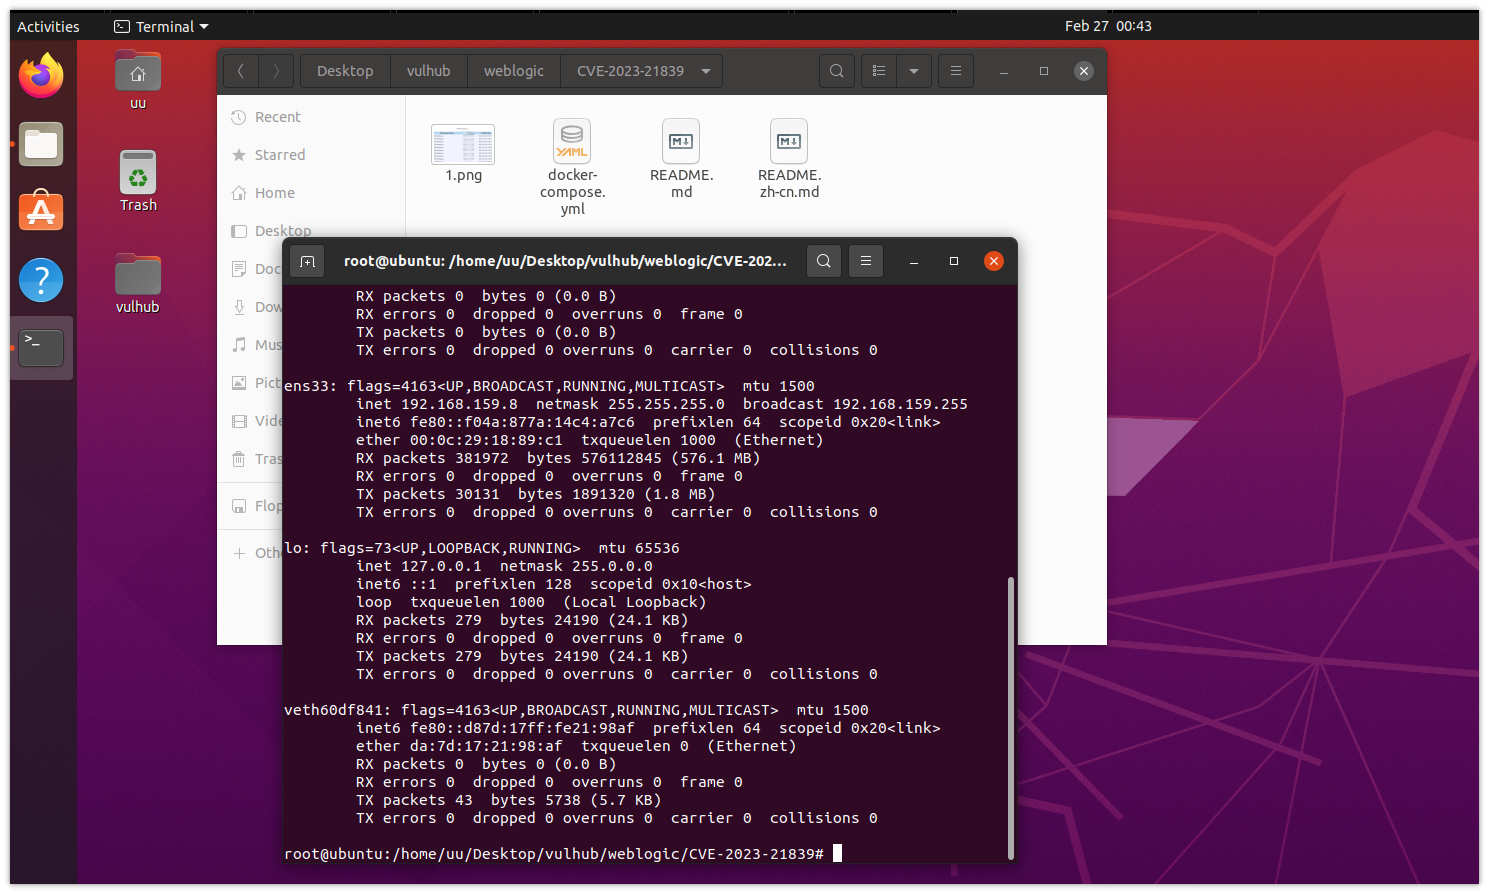 Activities
Terminal
Feb 27 00:43
uu
Trash
vulhub
Desktop
vulhub
weblogic
CVE-2023-21839
Recent
Starred
Home
Desktop
Doc
Dow
Mus
Pict
Vide
Tras
Flop
Othe
1.png
docker-
compose.
yml
README.
md
README.
zh-cn.md
root@ubuntu: /home/uu/Desktop/vulhub/weblogic/CVE-202...
RX packets 0  bytes 0 (0.0 B)
RX errors 0  dropped 0  overruns 0  frame 0
TX packets 0  bytes 0 (0.0 B)
TX errors 0  dropped 0 overruns 0  carrier 0  collisions 0
ens33: flags=4163<UP,BROADCAST,RUNNING,MULTICAST>  mtu 1500
inet 192.168.159.8  netmask 255.255.255.0  broadcast 192.168.159.255
inet6 fe80::f04a:877a:14c4:a7c6  prefixlen 64  scopeid 0x20<link>
ether 00:0c:29:18:89:c1  txqueuelen 1000  (Ethernet)
RX packets 381972  bytes 576112845 (576.1 MB)
RX errors 0  dropped 0  overruns 0  frame 0
TX packets 30131  bytes 1891320 (1.8 MB)
TX errors 0  dropped 0 overruns 0  carrier 0  collisions 0
lo: flags=73<UP,LOOPBACK,RUNNING>  mtu 65536
inet 127.0.0.1  netmask 255.0.0.0
inet6 ::1  prefixlen 128  scopeid 0x10<host>
loop  txqueuelen 1000  (Local Loopback)
RX packets 279  bytes 24190 (24.1 KB)
RX errors 0  dropped 0  overruns 0  frame 0
TX packets 279  bytes 24190 (24.1 KB)
TX errors 0  dropped 0 overruns 0  carrier 0  collisions 0
veth60df841: flags=4163<UP,BROADCAST,RUNNING,MULTICAST>  mtu 1500
inet6 fe80::d87d:17ff:fe21:98af  prefixlen 64  scopeid 0x20<link>
ether da:7d:17:21:98:af  txqueuelen 0  (Ethernet)
RX packets 0  bytes 0 (0.0 B)
RX errors 0  dropped 0  overruns 0  frame 0
TX packets 43  bytes 5738 (5.7 KB)
TX errors 0  dropped 0 overruns 0  carrier 0  collisions 0
root@ubuntu:/home/uu/Desktop/vulhub/weblogic/CVE-2023-21839#